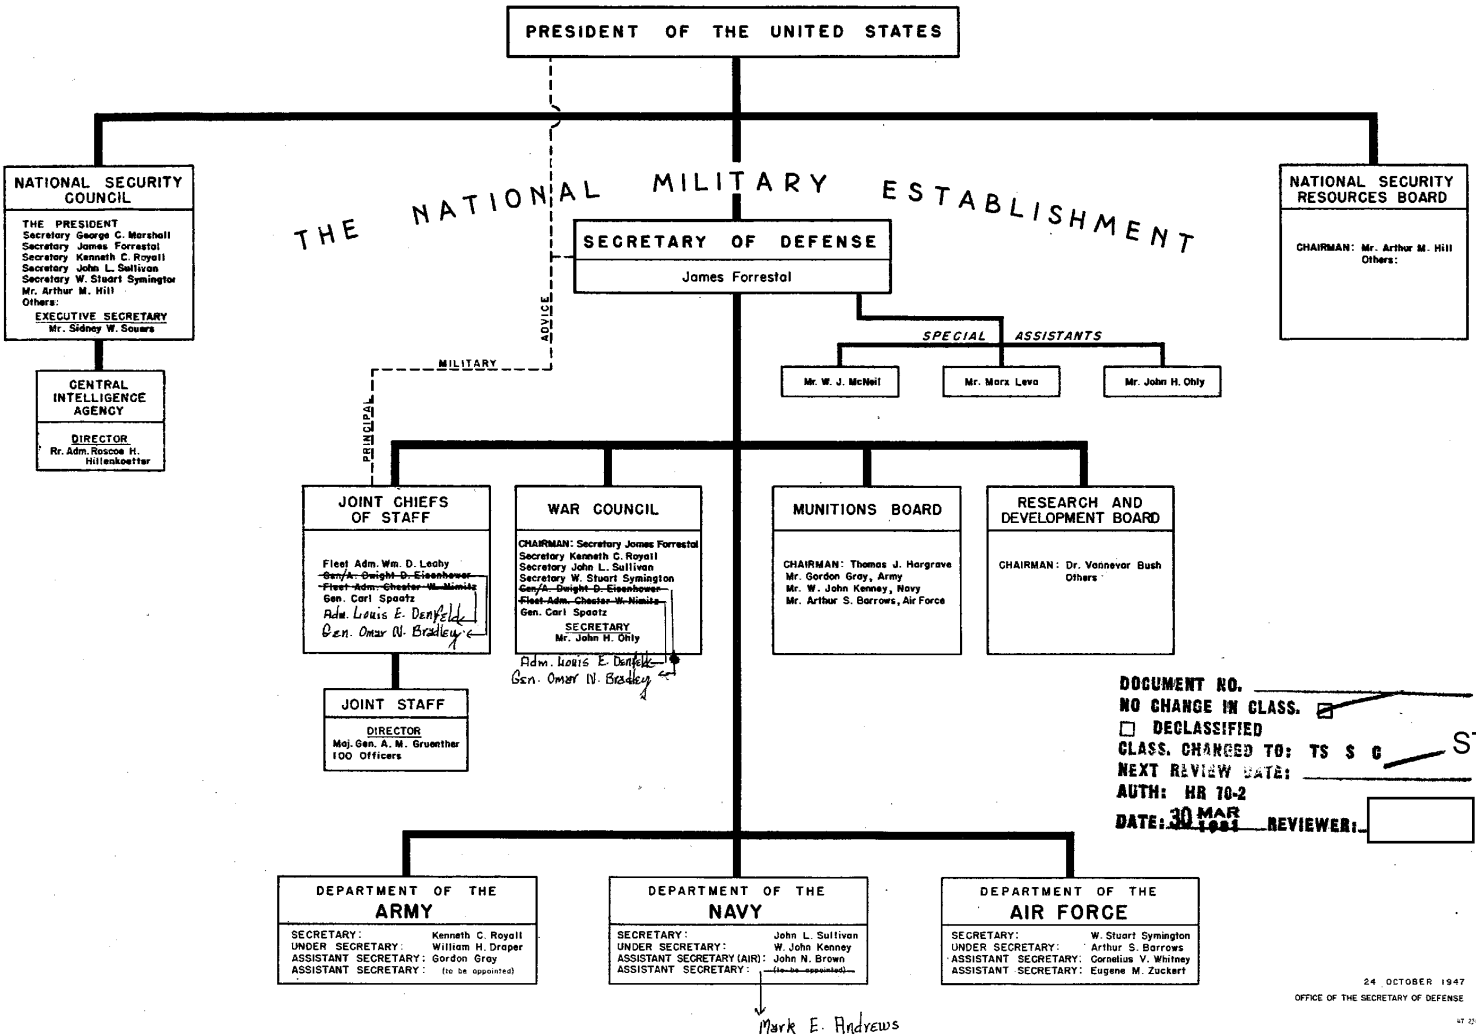 PRESIDENT OF THE UNITED STATES
THE NATIONAL MILITARY ESTABLISHMENT
NATIONAL SECURITY
COUNCIL
THE PRESIDENT
Secretary George C. Marshall
Secretary James Forrestal
Secretary Kenneth C. Royall
Secretary John L. Sullivan
Secretary W. Stuart Symington
Mr. Arthur M. Hill
Others:
EXECUTIVE SECRETARY
Mr. Sidney W. Souers
CENTRAL
INTELLIGENCE
AGENCY
DIRECTOR
Rr. Adm. Roscoe H.
Hillenkoetter
SECRETARY OF DEFENSE
James Forrestal
NATIONAL SECURITY
RESOURCES BOARD
CHAIRMAN: Mr. Arthur M. Hill
Others:
PRINCIPAL
MILITARY
ADVICE
SPECIAL ASSISTANTS
Mr. W. J. McNeil
Mr. Marx Leva
Mr. John H. Ohly
JOINT CHIEFS
OF STAFF
Fleet Adm. Wm. D. Leahy
Gen/A. Dwight D. Eisenhower
Fleet Adm. Chester W. Nimitz
Gen. Carl Spaatz
Adm. Louis E. Denfeld
Gen. Omar N. Bradley
JOINT STAFF
DIRECTOR
Maj. Gen. A. M. Gruenther
100 Officers
WAR COUNCIL
CHAIRMAN: Secretary James Forrestal
Secretary Kenneth C. Royall
Secretary John L. Sullivan
Secretary W. Stuart Symington
Gen/A. Dwight D. Eisenhower
Fleet Adm. Chester W. Nimitz
Gen. Carl Spaatz
SECRETARY
Mr. John H. Ohly
Adm. Louis E. Denfeld
Gen. Omar N. Bradley
MUNITIONS BOARD
CHAIRMAN: Thomas J. Hargrave
Mr. Gordon Gray, Army
Mr. W. John Kenney, Navy
Mr. Arthur S. Barrows, Air Force
RESEARCH AND
DEVELOPMENT BOARD
CHAIRMAN: Dr. Vannevar Bush
Others
DOCUMENT NO.
NO CHANGE IN CLASS.
DECLASSIFIED
CLASS. CHANGED TO: TS S C
NEXT REVIEW DATE:
AUTH: HR 70-2
DATE: 30 MAR 1981 REVIEWER:
DEPARTMENT OF THE
ARMY
SECRETARY: Kenneth C. Royall
UNDER SECRETARY: William H. Draper
ASSISTANT SECRETARY: Gordon Gray
ASSISTANT SECRETARY: (to be appointed)
DEPARTMENT OF THE
NAVY
SECRETARY: John L. Sullivan
UNDER SECRETARY: W. John Kenney
ASSISTANT SECRETARY (AIR): John N. Brown
ASSISTANT SECRETARY: (to be appointed)
Mark E. Andrews
DEPARTMENT OF THE
AIR FORCE
SECRETARY: W. Stuart Symington
UNDER SECRETARY: Arthur S. Barrows
ASSISTANT SECRETARY: Cornelius V. Whitney
ASSISTANT SECRETARY: Eugene M. Zuckert
24 OCTOBER 1947
OFFICE OF THE SECRETARY OF DEFENSE